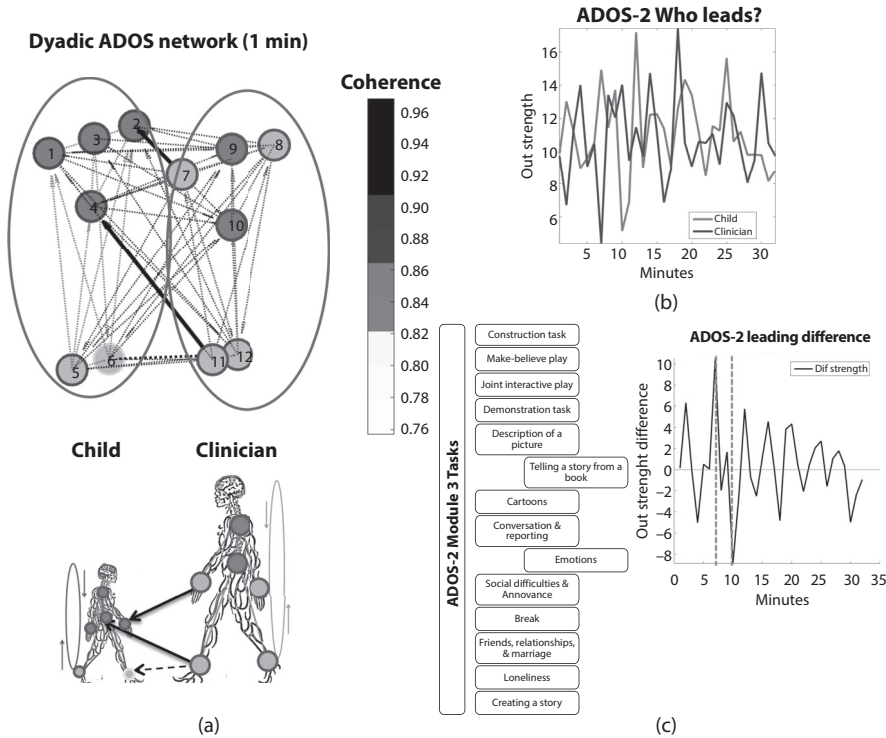 Dyadic ADOS network (1 min)
1
2
3
4
5
6
7
8
9
10
11
12
Coherence
0.96
0.94
0.92
0.90
0.88
0.86
0.84
0.82
0.80
0.78
0.76
Child
Clinician
(a)
ADOS-2 Who leads?
Out strength
16
14
12
10
8
6
5
10
15
20
25
30
Minutes
Child
Clinician
(b)
ADOS-2 Module 3 Tasks
Construction task
Make-believe play
Joint interactive play
Demonstration task
Description of a
picture
Telling a story from a
book
Cartoons
Conversation &
reporting
Emotions
Social difficulties &
Annovance
Break
Friends, relationships,
& marriage
Loneliness
Creating a story
ADOS-2 leading difference
Out strenght difference
10
8
6
4
2
0
−2
−4
−6
−8
Dif strength
0
5
10
15
20
25
30
35
Minutes
(c)